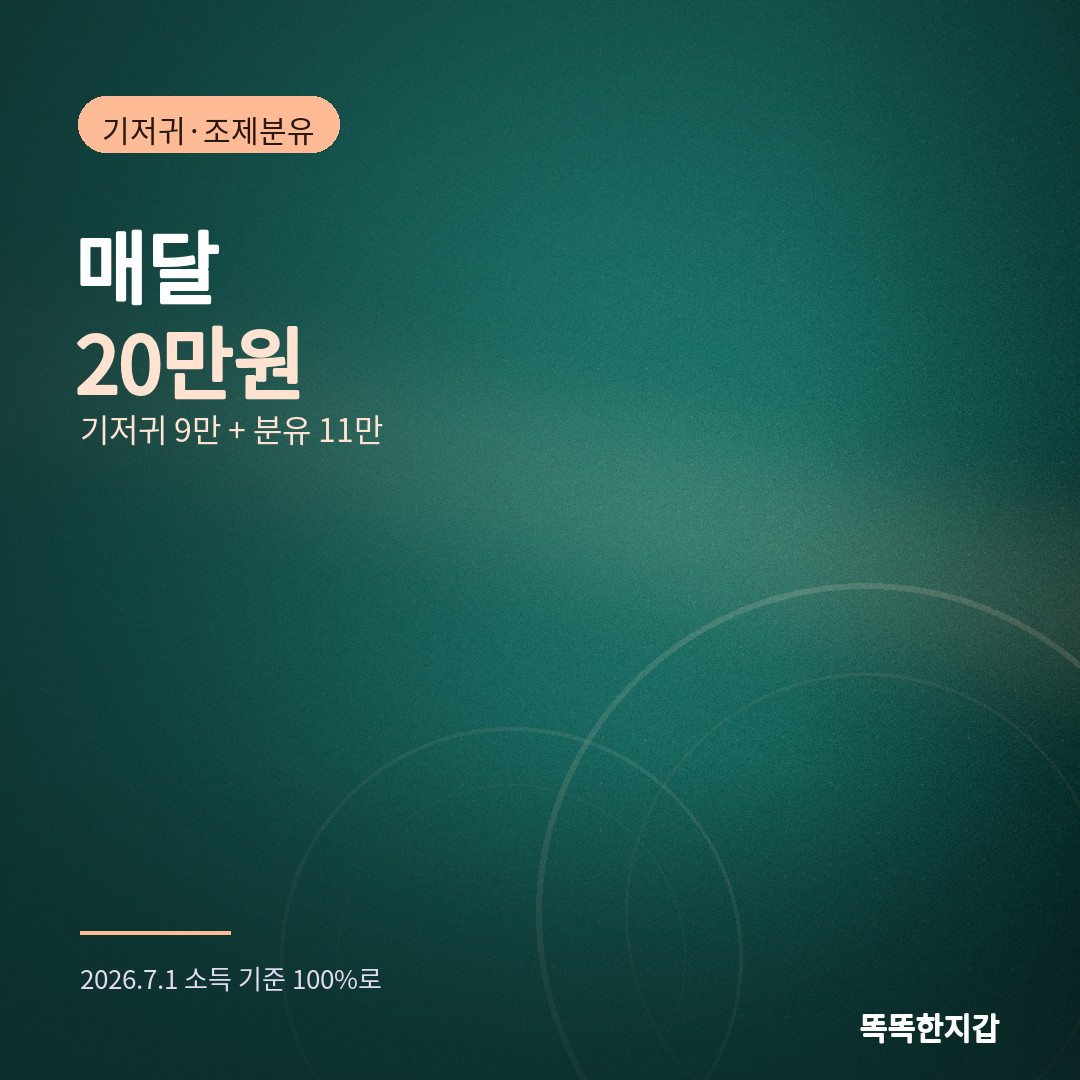 기저귀·조제분유
매달
20만원
기저귀 9만 + 분유 11만
2026.7.1 소득 기준 100%로
똑똑한지갑